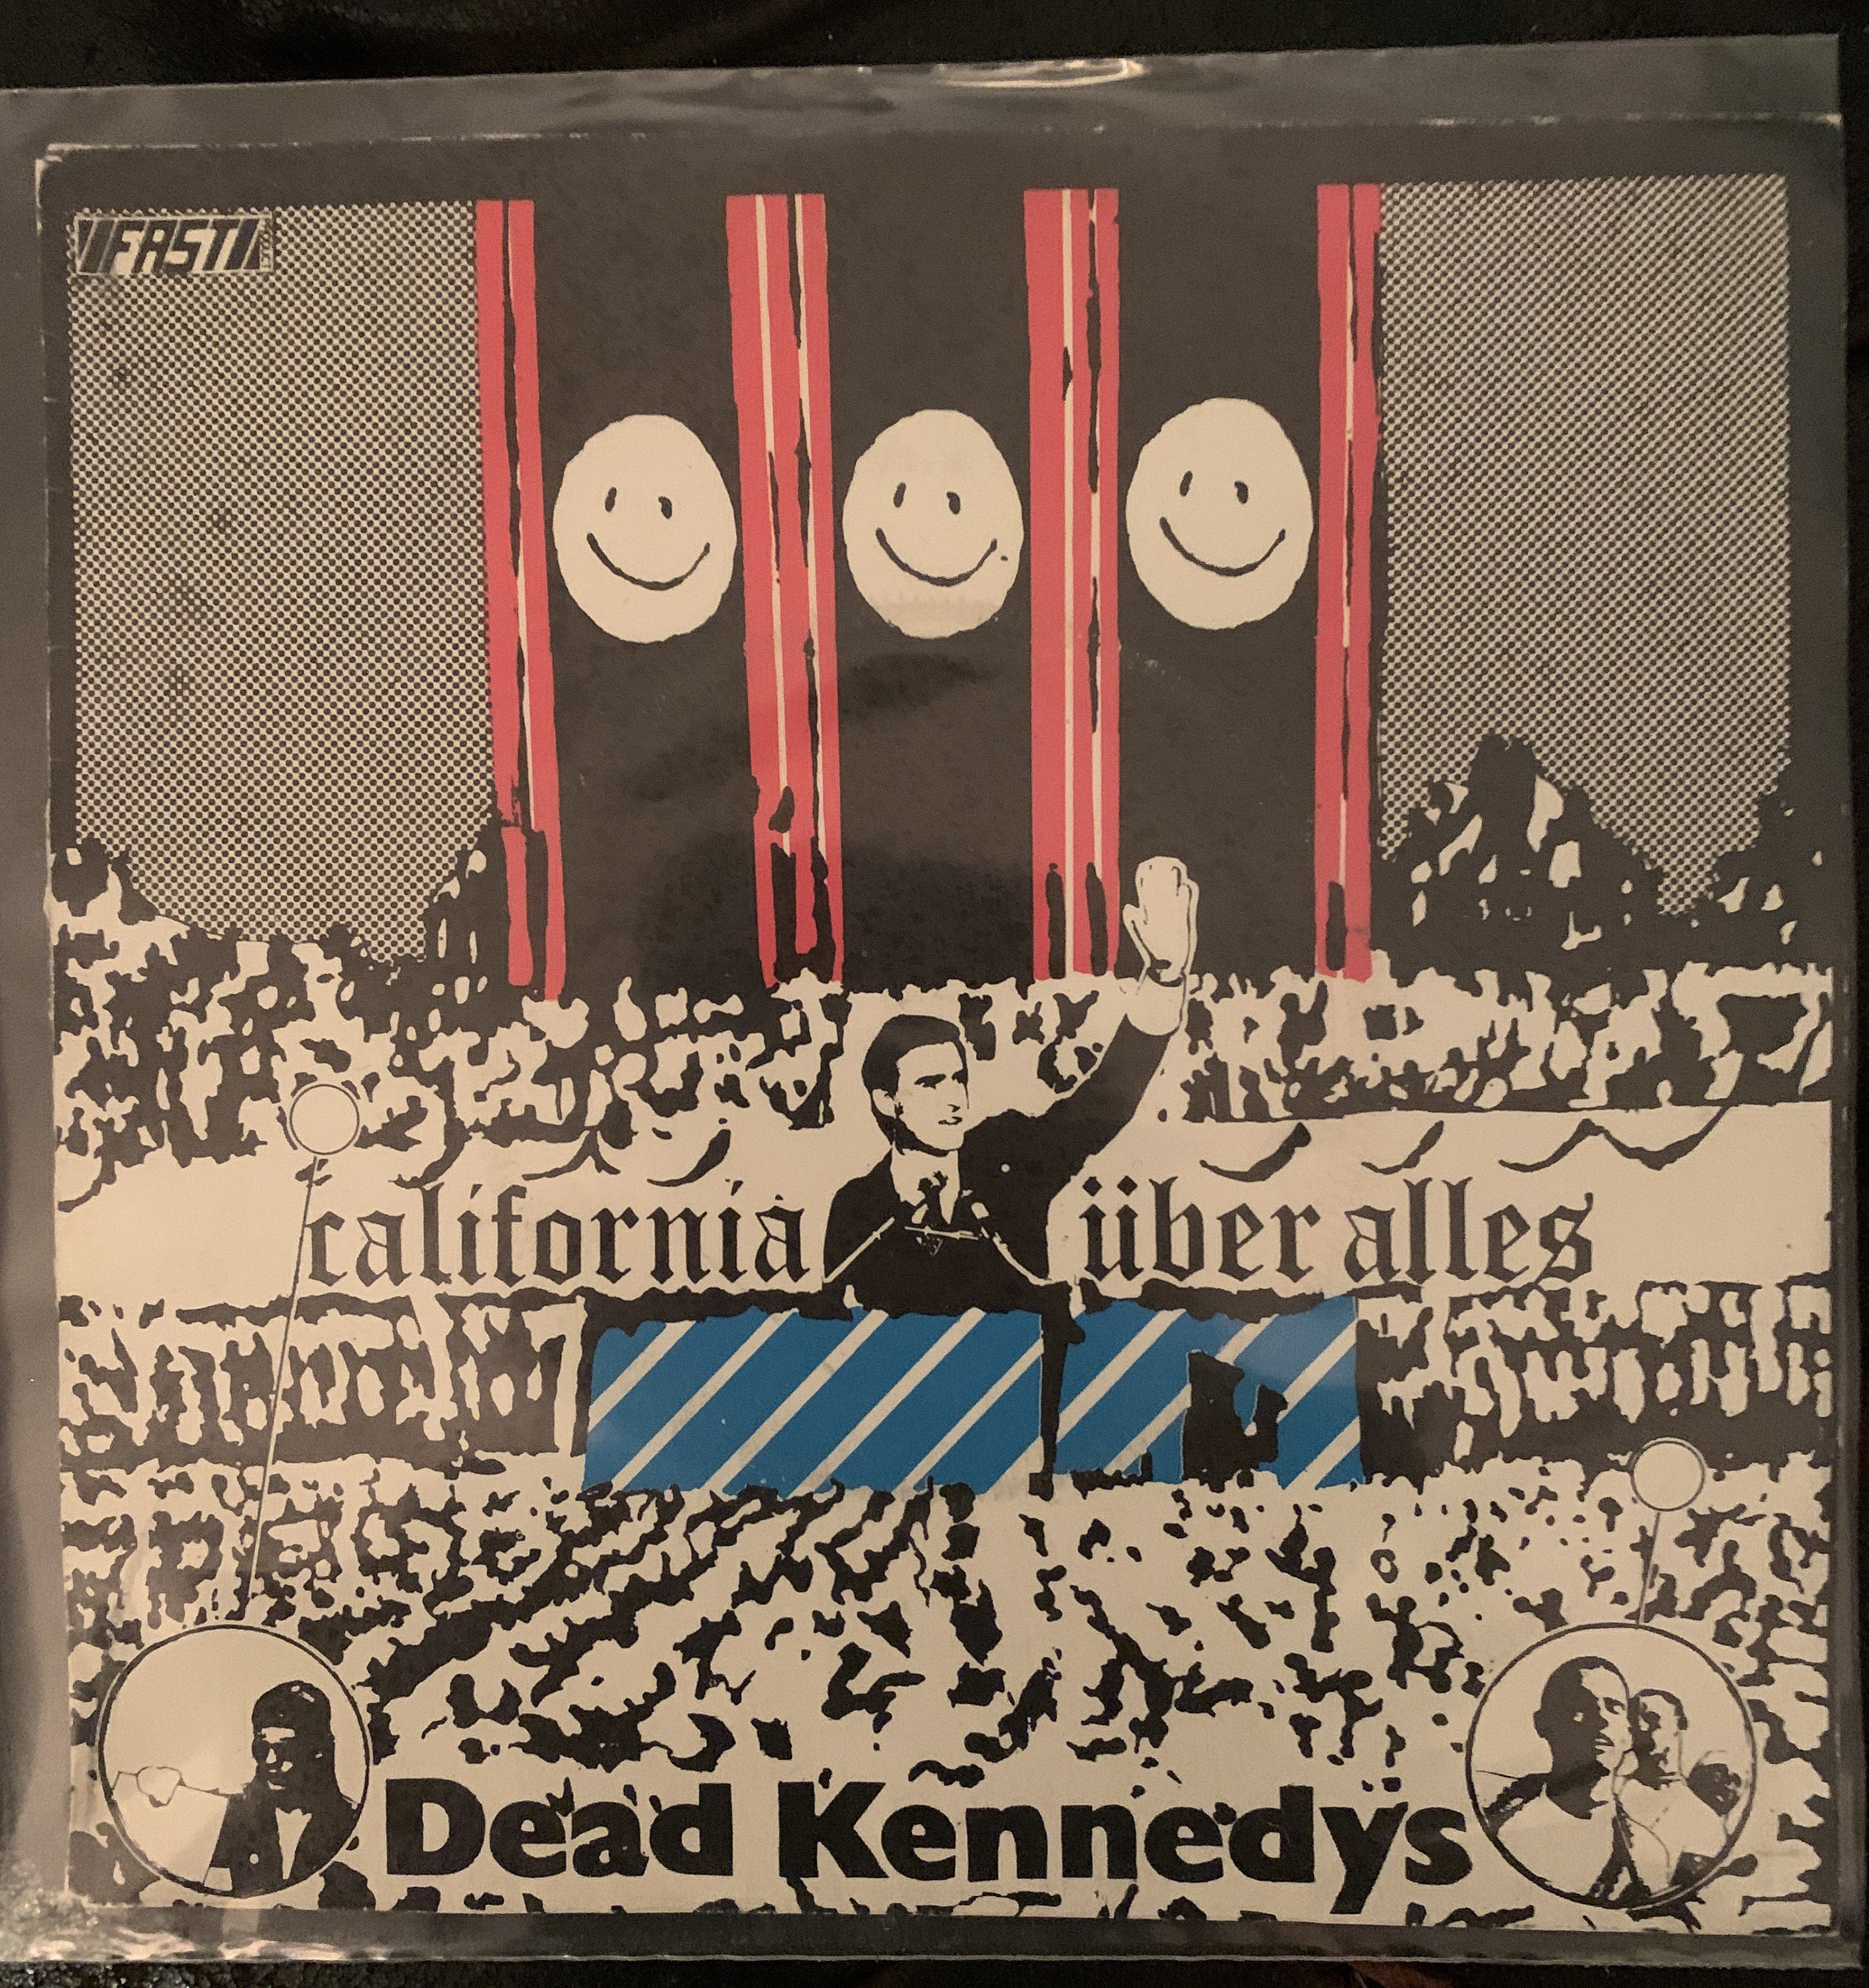 FAST
california über alles
Dead Kennedys